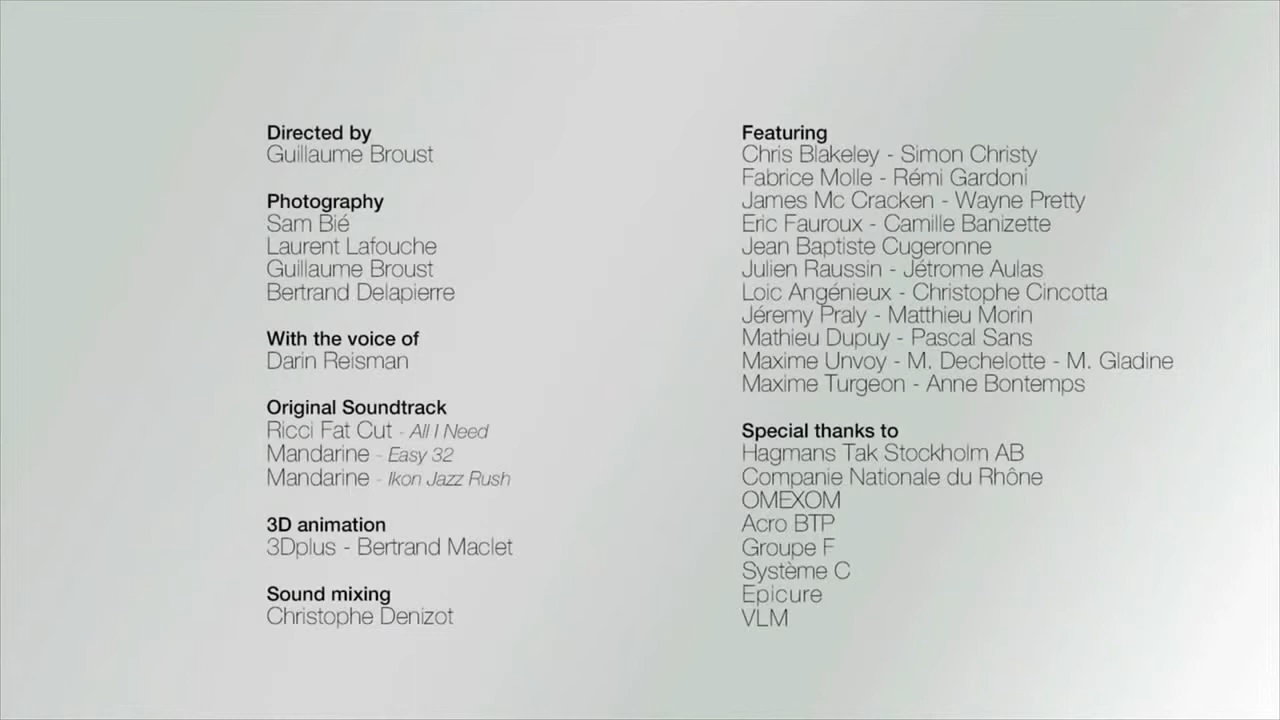 Directed by
Guillaume Broust
Photography
Sam Bié
Laurent Lafouche
Guillaume Broust
Bertrand Delapierre
With the voice of
Darin Reisman
Original Soundtrack
Ricci Fat Cut - All I Need
Mandarine - Easy 32
Mandarine - Ikon Jazz Rush
3D animation
3Dplus - Bertrand Maclet
Sound mixing
Christophe Denizot
Featuring
Chris Blakeley - Simon Christy
Fabrice Molle - Rémi Gardoni
James Mc Cracken - Wayne Pretty
Eric Fauroux - Camille Banizette
Jean Baptiste Cugeronne
Julien Raussin - Jétrome Aulas
Loic Angénieux - Christophe Cincotta
Jéremy Praly - Matthieu Morin
Mathieu Dupuy - Pascal Sans
Maxime Unvoy - M. Dechelotte - M. Gladine
Maxime Turgeon - Anne Bontemps
Special thanks to
Hagmans Tak Stockholm AB
Companie Nationale du Rhône
OMEXOM
Acro BTP
Groupe F
Système C
Epicure
VLM